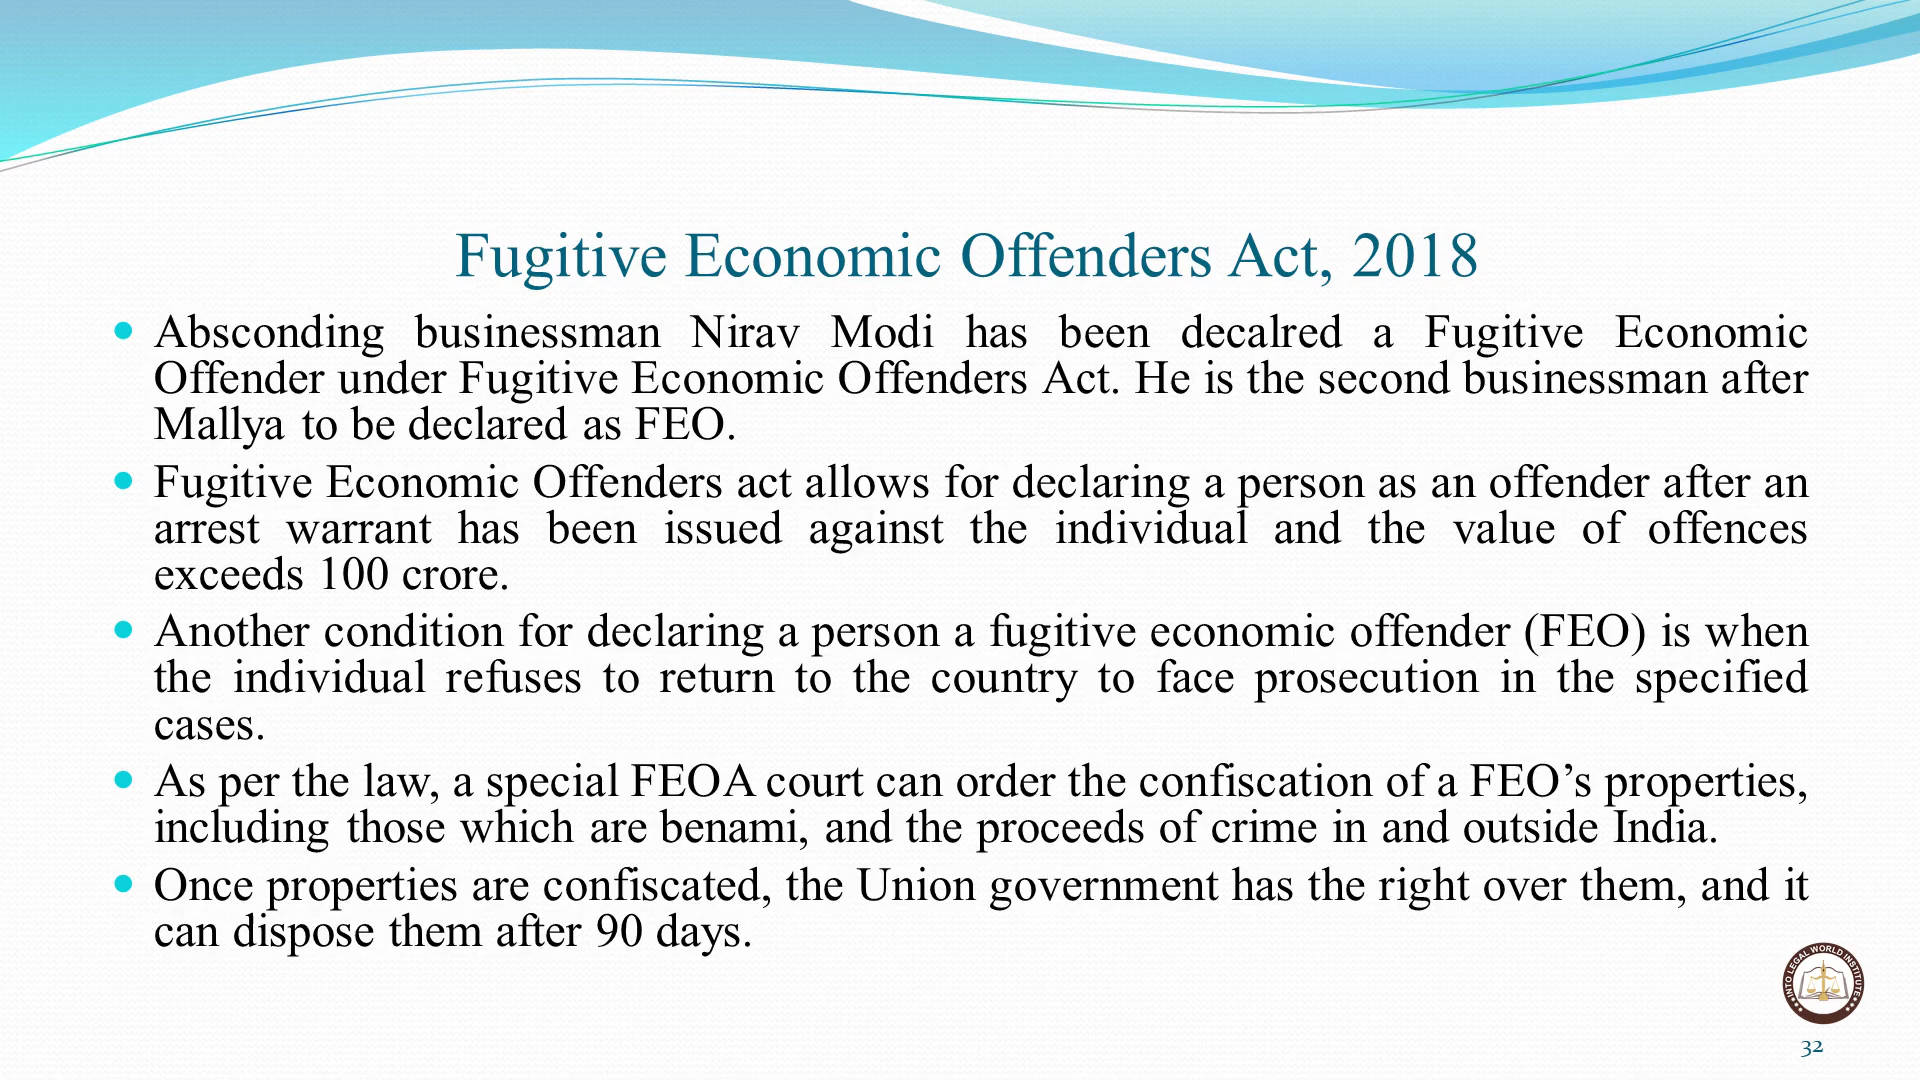 Fugitive Economic Offenders Act, 2018
Absconding businessman Nirav Modi has been decalred a Fugitive Economic
Offender under Fugitive Economic Offenders Act. He is the second businessman after
Mallya to be declared as FEO.
Fugitive Economic Offenders act allows for declaring a person as an offender after an
arrest warrant has been issued against the individual and the value of offences
exceeds 100 crore.
Another condition for declaring a person a fugitive economic offender (FEO) is when
the individual refuses to return to the country to face prosecution in the specified
cases.
As per the law, a special FEOA court can order the confiscation of a FEO’s properties,
including those which are benami, and the proceeds of crime in and outside India.
Once properties are confiscated, the Union government has the right over them, and it
can dispose them after 90 days.
INTO LEGAL WORLD INSTITUTE
32